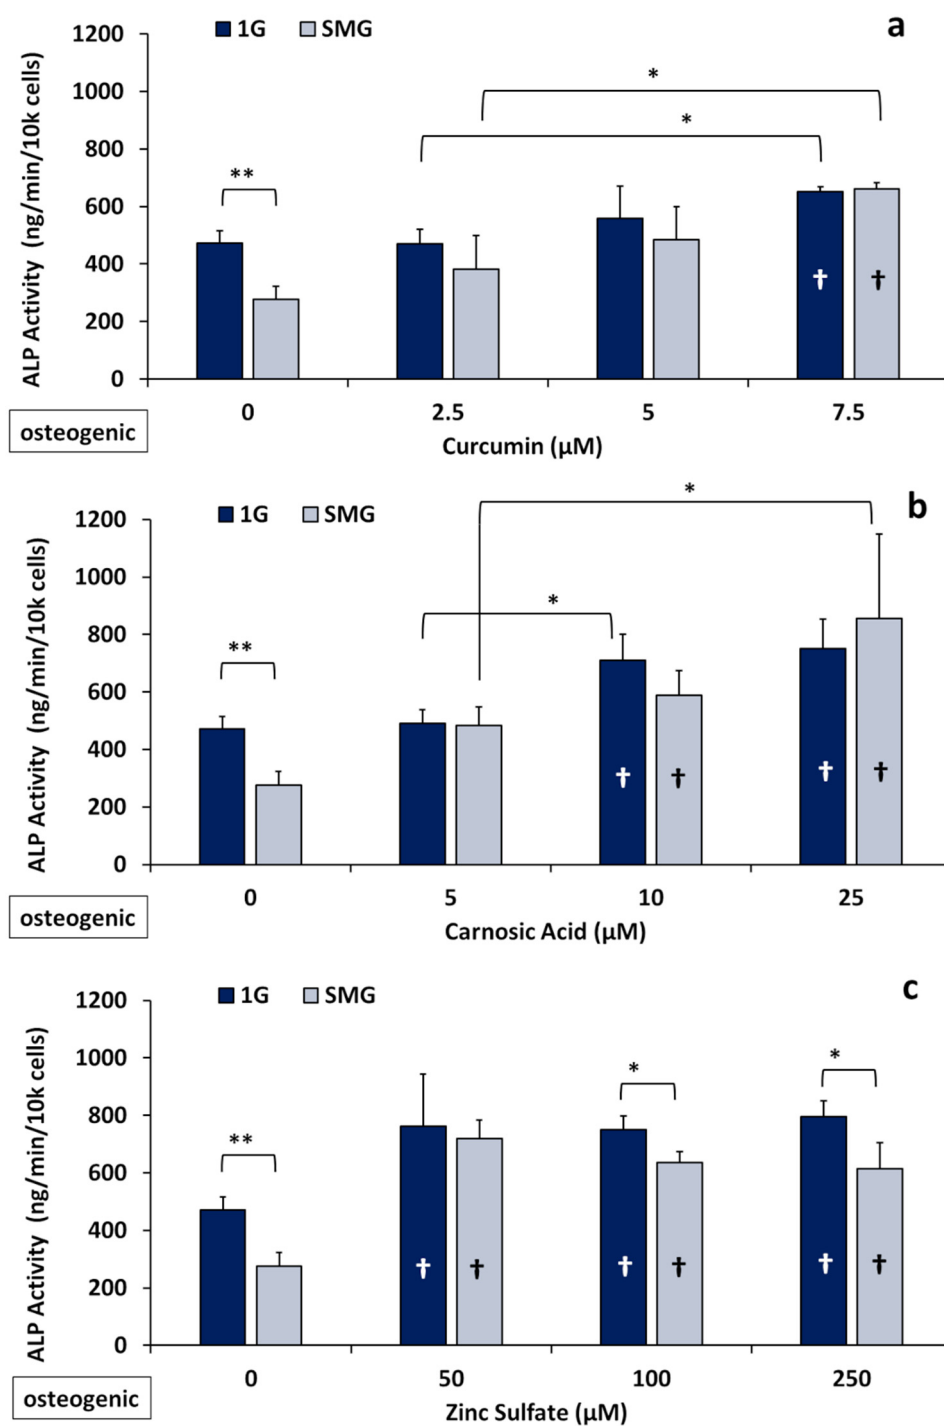 1G SMG a
ALP Activity (ng/min/10k cells)
1200
1000
800
600
400
200
0
*
*
**
† †
0 2.5 5 7.5
osteogenic
Curcumin (µM)
1G SMG b
ALP Activity (ng/min/10k cells)
1200
1000
800
600
400
200
0
*
*
**
† † † †
0 5 10 25
osteogenic
Carnosic Acid (µM)
1G SMG c
ALP Activity (ng/min/10k cells)
1200
1000
800
600
400
200
0
* *
**
† † † † † †
0 50 100 250
osteogenic
Zinc Sulfate (µM)